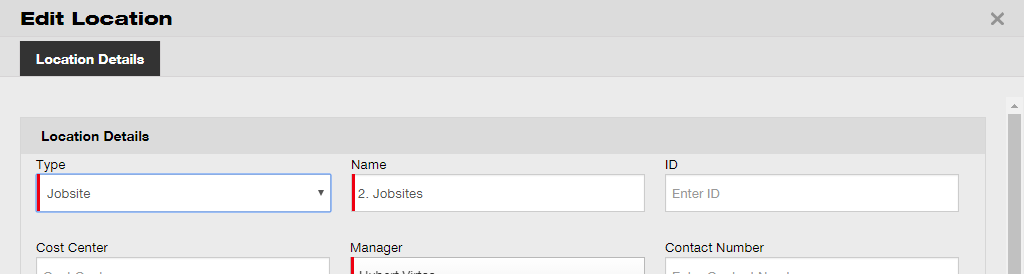 Edit Location
Location Details
Location Details
Type Name ID
Jobsite 2. Jobsites Enter ID
Cost Center Manager Contact Number